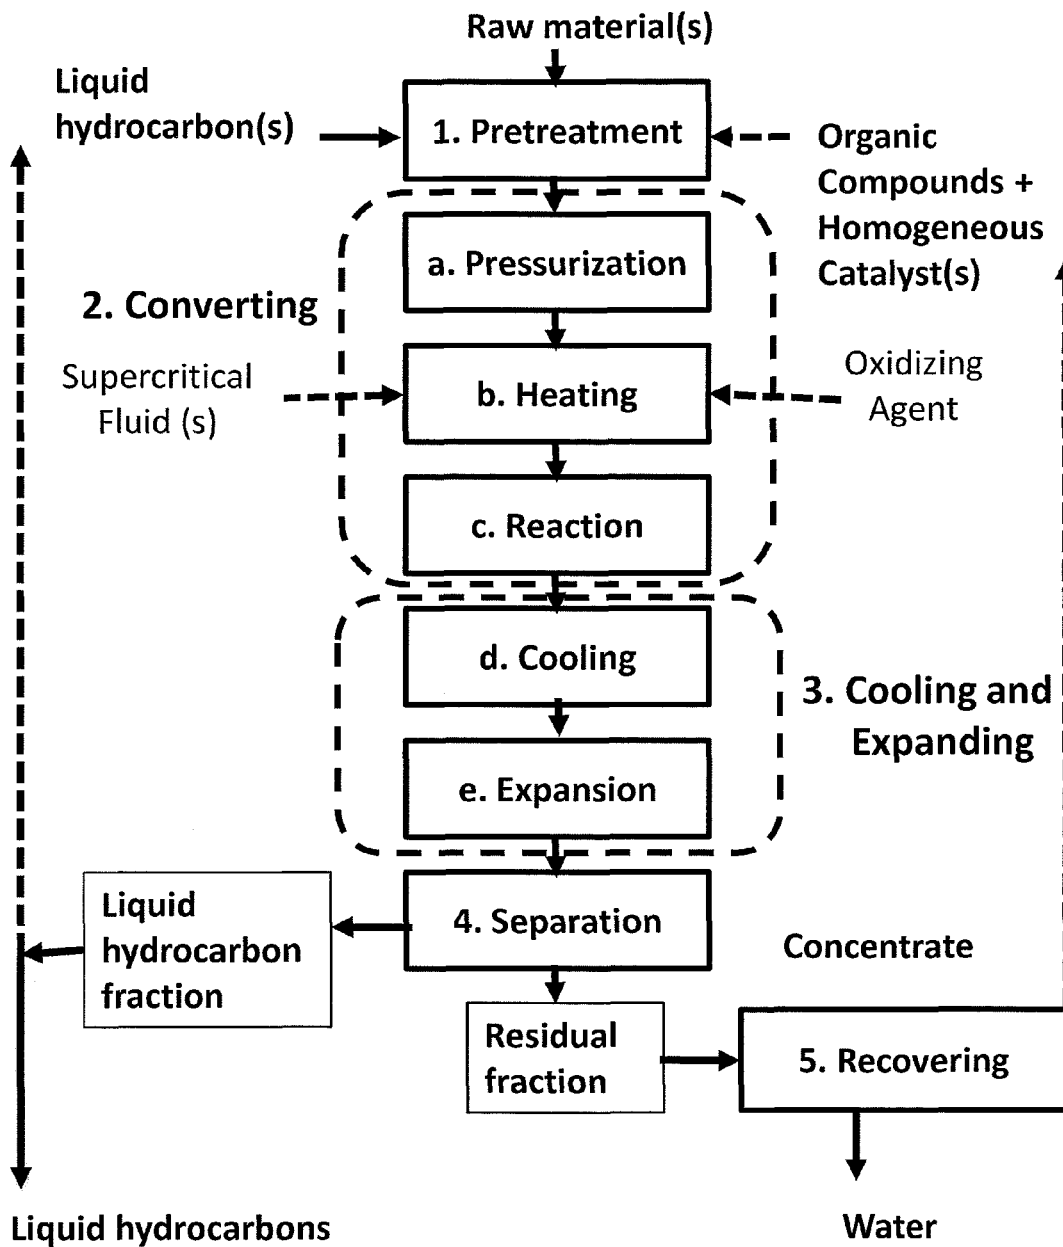 Raw material(s)
Liquid
hydrocarbon(s)
1. Pretreatment
Organic
Compounds +
Homogeneous
Catalyst(s)
a. Pressurization
2. Converting
Supercritical
Fluid (s)
b. Heating
Oxidizing
Agent
c. Reaction
d. Cooling
3. Cooling and
Expanding
e. Expansion
Liquid
hydrocarbon
fraction
4. Separation
Concentrate
Residual
fraction
5. Recovering
Liquid hydrocarbons
Water